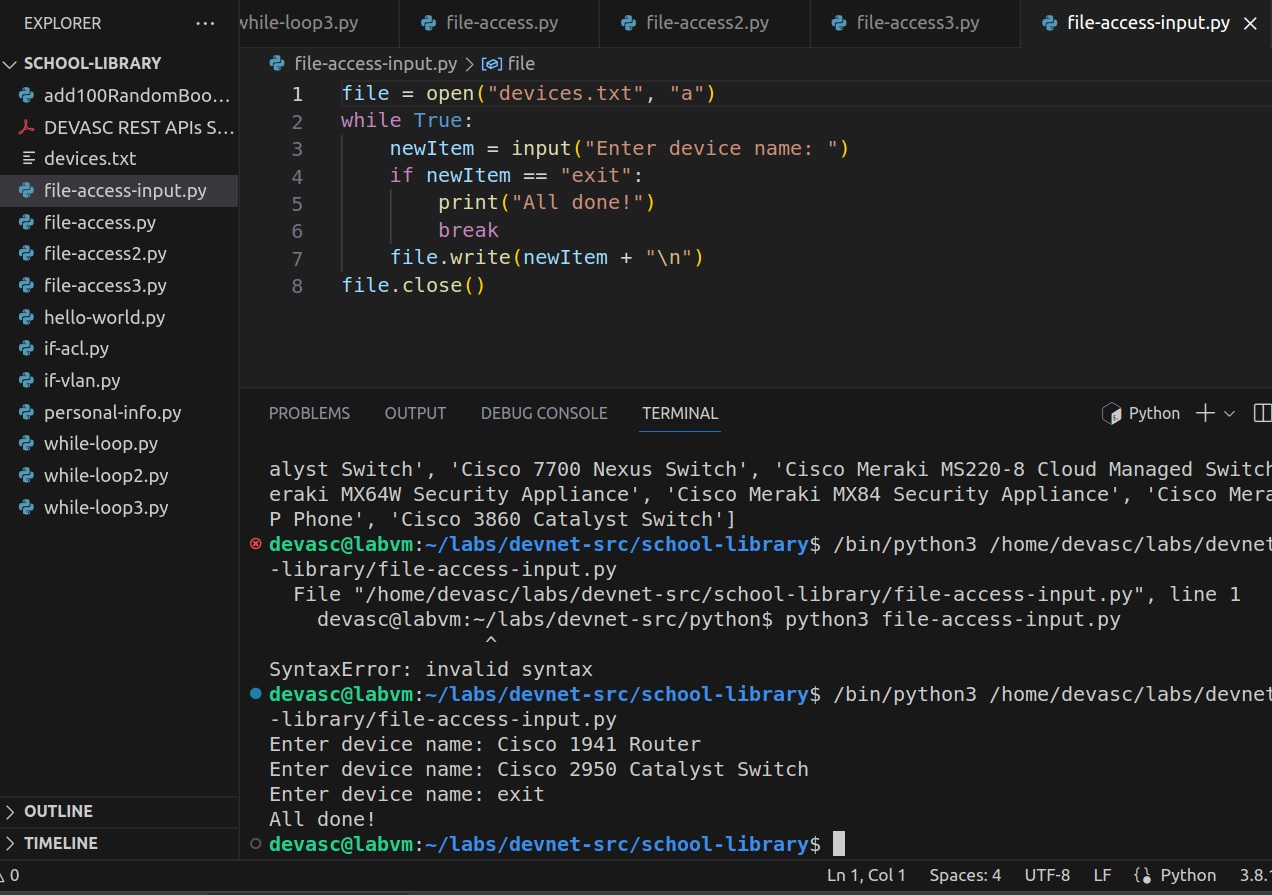 EXPLORER
while-loop3.py
file-access.py
file-access2.py
file-access3.py
file-access-input.py
SCHOOL-LIBRARY
add100RandomBoo...
DEVASC REST APIs S...
devices.txt
file-access-input.py
file-access.py
file-access2.py
file-access3.py
hello-world.py
if-acl.py
if-vlan.py
personal-info.py
while-loop.py
while-loop2.py
while-loop3.py
OUTLINE
TIMELINE
file-access-input.py > file
1 file = open("devices.txt", "a")
2 while True:
3     newItem = input("Enter device name: ")
4     if newItem == "exit":
5         print("All done!")
6         break
7     file.write(newItem + "\n")
8 file.close()
PROBLEMS OUTPUT DEBUG CONSOLE TERMINAL
Python
alyst Switch', 'Cisco 7700 Nexus Switch', 'Cisco Meraki MS220-8 Cloud Managed Switch
eraki MX64W Security Appliance', 'Cisco Meraki MX84 Security Appliance', 'Cisco Mera
P Phone', 'Cisco 3860 Catalyst Switch']
devasc@labvm:~/labs/devnet-src/school-library$ /bin/python3 /home/devasc/labs/devnet
-library/file-access-input.py
  File "/home/devasc/labs/devnet-src/school-library/file-access-input.py", line 1
    devasc@labvm:~/labs/devnet-src/python$ python3 file-access-input.py
                  ^
SyntaxError: invalid syntax
devasc@labvm:~/labs/devnet-src/school-library$ /bin/python3 /home/devasc/labs/devnet
-library/file-access-input.py
Enter device name: Cisco 1941 Router
Enter device name: Cisco 2950 Catalyst Switch
Enter device name: exit
All done!
devasc@labvm:~/labs/devnet-src/school-library$
0
Ln 1, Col 1 Spaces: 4 UTF-8 LF Python 3.8.